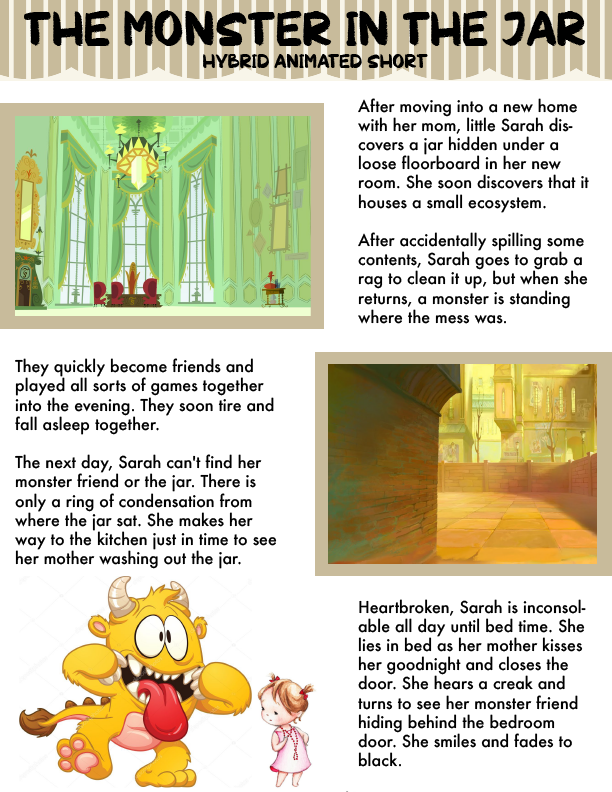 THE MONSTER IN THE JAR
HYBRID ANIMATED SHORT
After moving into a new home
with her mom, little Sarah dis-
covers a jar hidden under a
loose floorboard in her new
room. She soon discovers that it
houses a small ecosystem.
After accidentally spilling some
contents, Sarah goes to grab a
rag to clean it up, but when she
returns, a monster is standing
where the mess was.
They quickly become friends and
played all sorts of games together
into the evening. They soon tire and
fall asleep together.
The next day, Sarah can't find her
monster friend or the jar. There is
only a ring of condensation from
where the jar sat. She makes her
way to the kitchen just in time to see
her mother washing out the jar.
Heartbroken, Sarah is inconsol-
able all day until bed time. She
lies in bed as her mother kisses
her goodnight and closes the
door. She hears a creak and
turns to see her monster friend
hiding behind the bedroom
door. She smiles and fades to
black.